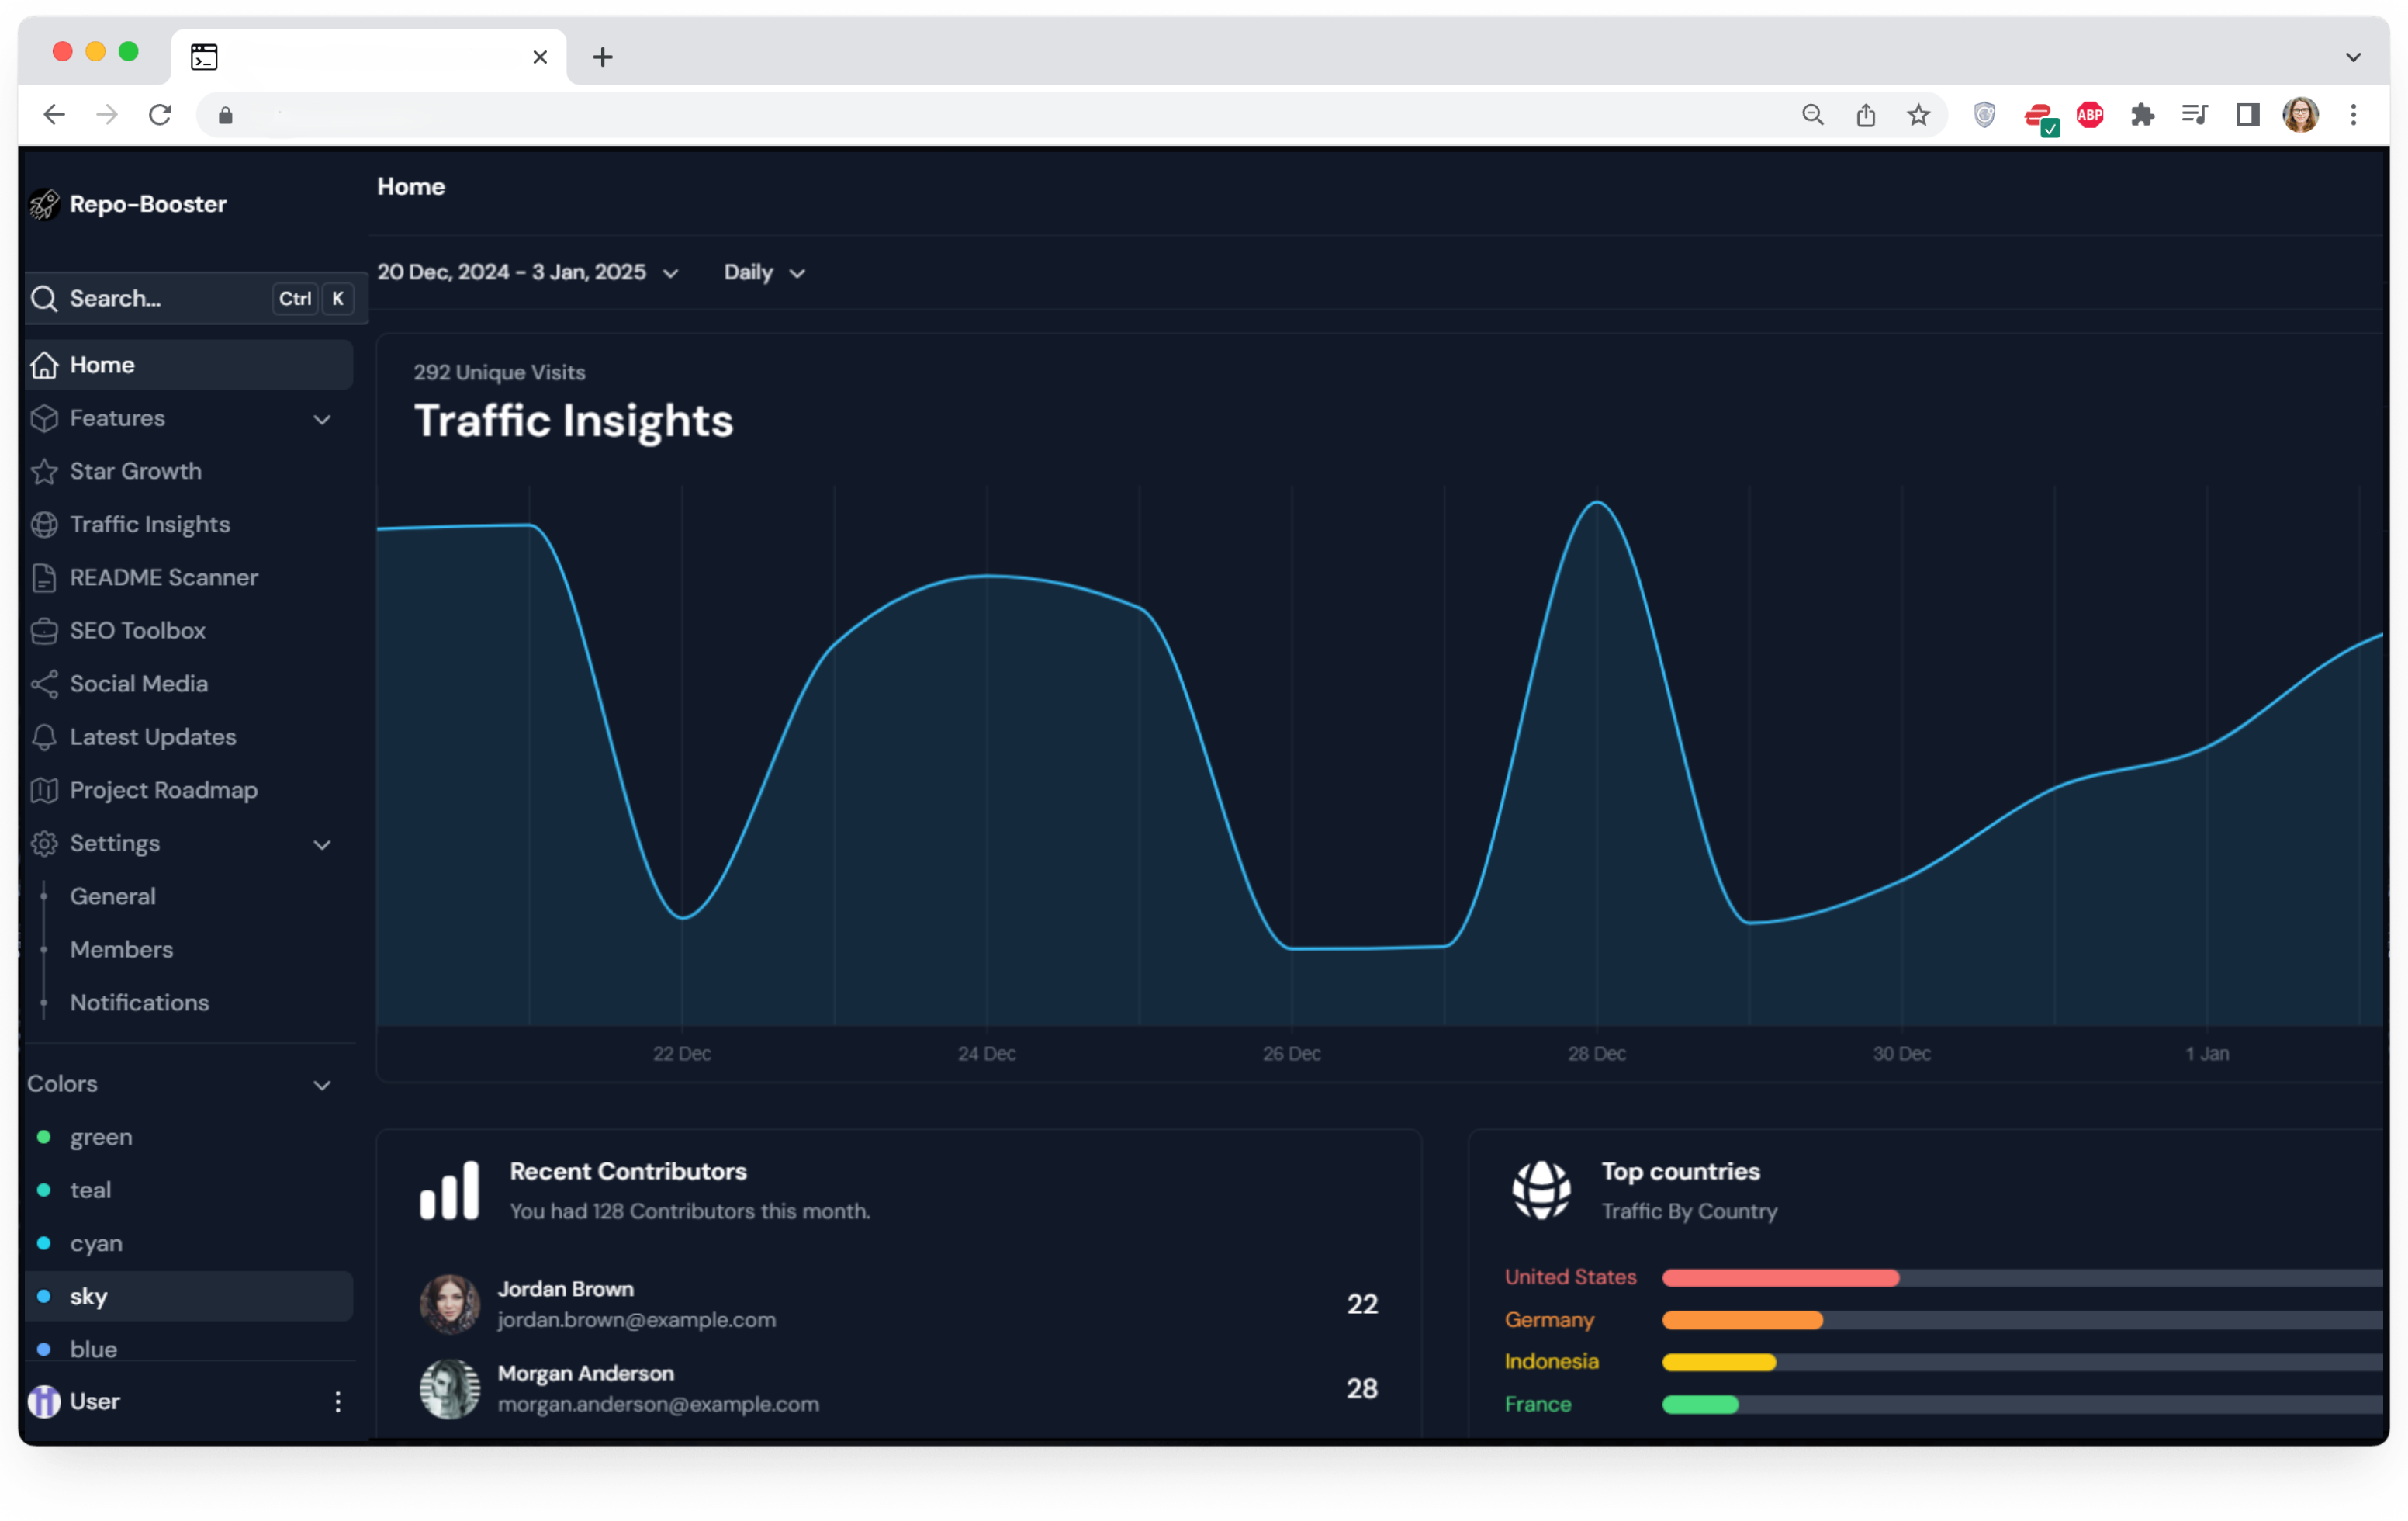 ABP
Repo-Booster
Search...
Ctrl K
Home
Features
Star Growth
Traffic Insights
README Scanner
SEO Toolbox
Social Media
Latest Updates
Project Roadmap
Settings
General
Members
Notifications
Colors
green
teal
cyan
sky
blue
User
Home
20 Dec, 2024 - 3 Jan, 2025
Daily
292 Unique Visits
Traffic Insights
22 Dec
24 Dec
26 Dec
28 Dec
30 Dec
1 Jan
Recent Contributors
You had 128 Contributors this month.
Jordan Brown
jordan.brown@example.com
22
Morgan Anderson
morgan.anderson@example.com
28
Top countries
Traffic By Country
United States
Germany
Indonesia
France